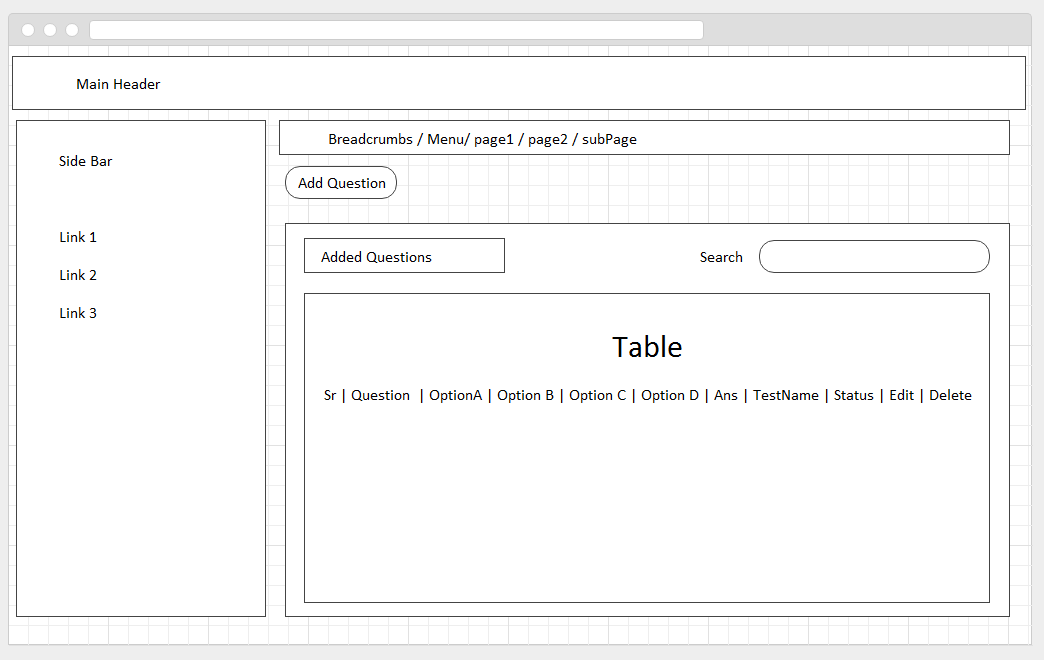 Main Header
Side Bar
Link 1
Link 2
Link 3
Breadcrumbs / Menu/ page1 / page2 / subPage
Add Question
Added Questions
Search
Table
Sr | Question | OptionA | Option B | Option C | Option D | Ans | TestName | Status | Edit | Delete